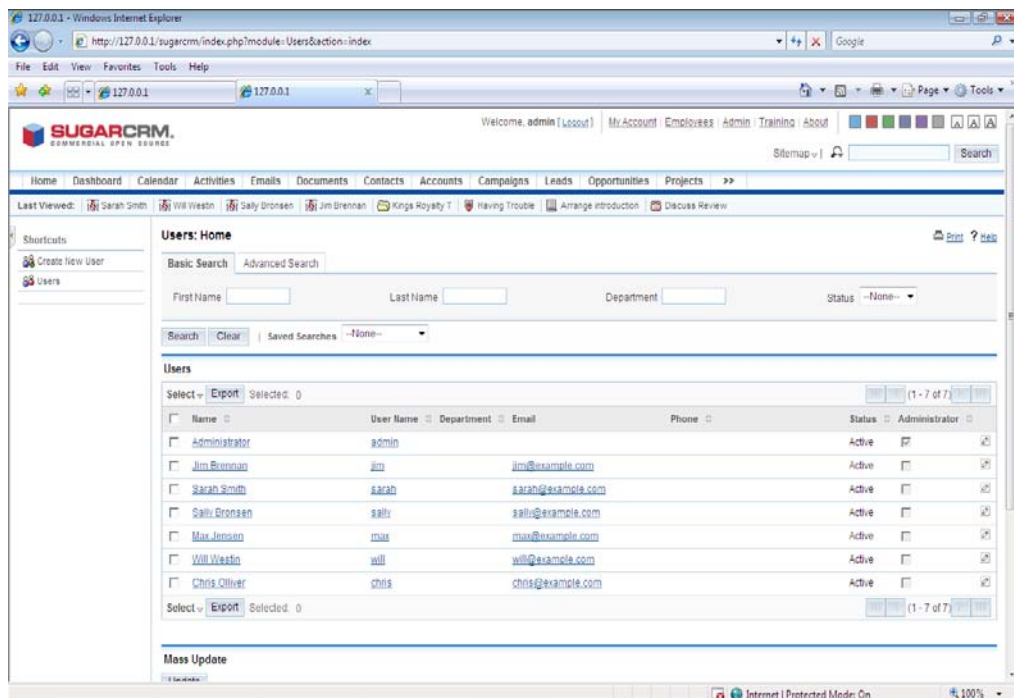 127.0.0.1 - Windows Internet Explorer
http://127.0.0.1/sugarcrm/index.php?module=Users&action=index
Google
File Edit View Favorites Tools Help
127.0.0.1 127.0.0.1 Page Tools
SUGARCRM.
COMMERCIAL OPEN SOURCE
Welcome, admin [Logout] My Account Employees Admin Training About A A A
Sitemap Search
Home Dashboard Calendar Activities Emails Documents Contacts Accounts Campaigns Leads Opportunities Projects >>
Last Viewed: Sarah Smith Will Westin Sally Bronsen Jim Brennan Kings Royalty T Having Trouble Arrange introduction Discuss Review
Shortcuts
Create New User
Users
Users: Home
Print ? Help
Basic Search Advanced Search
First Name Last Name Department Status --None--
Search Clear | Saved Searches --None--
Users
Select Export Selected: 0 (1 - 7 of 7)
Name User Name Department Email Phone Status Administrator
Administrator admin Active
Jim Brennan jim jim@example.com Active
Sarah Smith sarah sarah@example.com Active
Sally Bronsen sally sally@example.com Active
Max Jensen max max@example.com Active
Will Westin will will@example.com Active
Chris Olliver chris chris@example.com Active
Select Export Selected: 0 (1 - 7 of 7)
Mass Update
Update
Internet | Protected Mode: On 100%